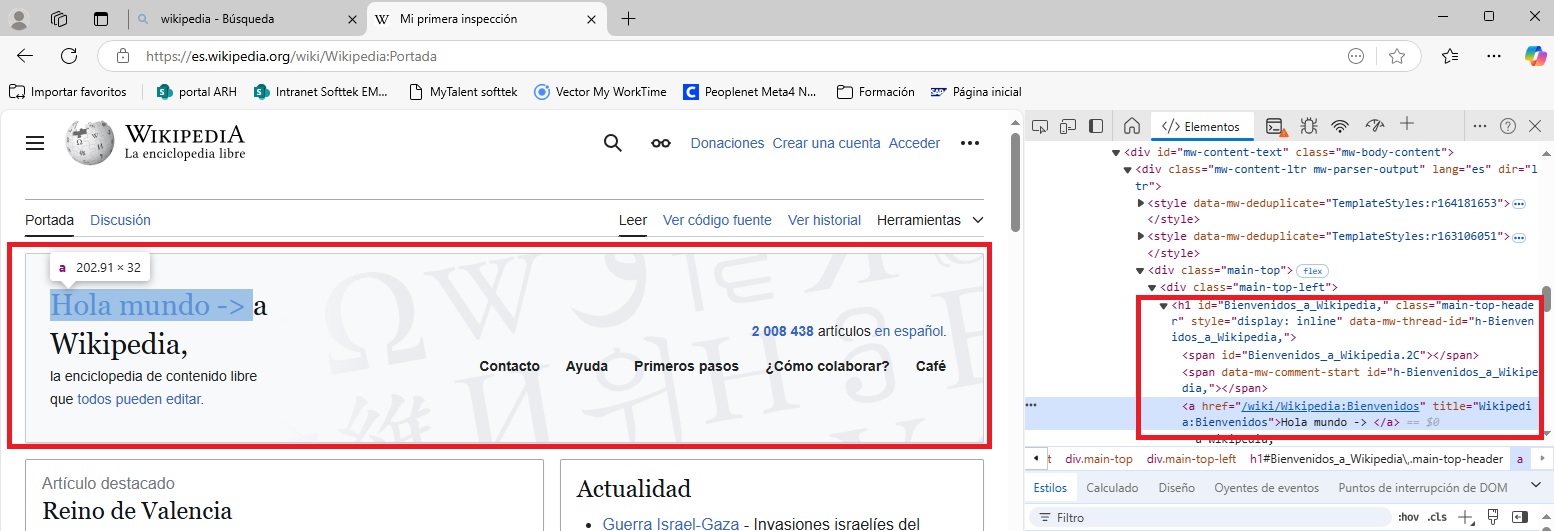 wikipedia - Búsqueda
Mi primera inspección
https://es.wikipedia.org/wiki/Wikipedia:Portada
Importar favoritos portal ARH Intranet Softtek EM... MyTalent softtek Vector My WorkTime Peoplenet Meta4 N... Formación Página inicial
WIKIPEDIA
La enciclopedia libre
Donaciones Crear una cuenta Acceder
Portada Discusión
Leer Ver código fuente Ver historial Herramientas
a 202.91 × 32
Hola mundo -> a
Wikipedia,
la enciclopedia de contenido libre
que todos pueden editar.
2 008 438 artículos en español.
Contacto Ayuda Primeros pasos ¿Cómo colaborar? Café
Artículo destacado
Reino de Valencia
Actualidad
Guerra Israel-Gaza - Invasiones israelíes del
</> Elementos
<div id="mw-content-text" class="mw-body-content">
<div class="mw-content-ltr mw-parser-output" lang="es" dir="l
tr">
<style data-mw-deduplicate="TemplateStyles:r164181653">
</style>
<style data-mw-deduplicate="TemplateStyles:r163106051">
</style>
<div class="main-top"> flex
<div class="main-top-left">
<h1 id="Bienvenidos_a_Wikipedia," class="main-top-heade
r" style="display: inline" data-mw-thread-id="h-Bienven
idos_a_Wikipedia,">
<span id="Bienvenidos_a_Wikipedia.2C"></span>
<span data-mw-comment-start id="h-Bienvenidos_a_Wikipe
dia,"></span>
<a href="/wiki/Wikipedia:Bienvenidos" title="Wikipedi
a:Bienvenidos">Hola mundo -> </a> == $0
a Wikipedia,
t div.main-top div.main-top-left h1#Bienvenidos_a_Wikipedia\,.main-top-header a
Estilos Calculado Diseño Oyentes de eventos Puntos de interrupción de DOM
Filtro :hov .cls